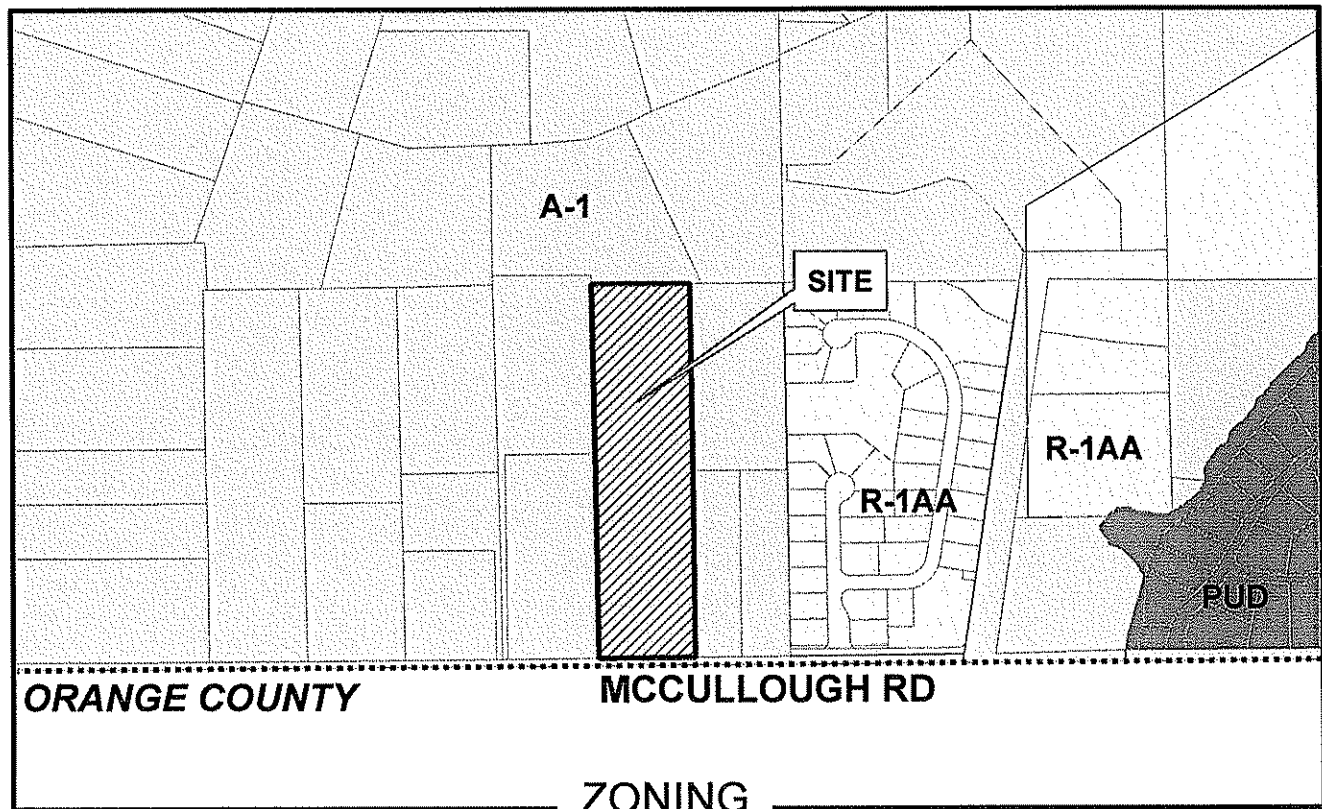 A-1
SITE
R-1AA
R-1AA
PUD
ORANGE COUNTY
MCCULLOUGH RD
ZONING